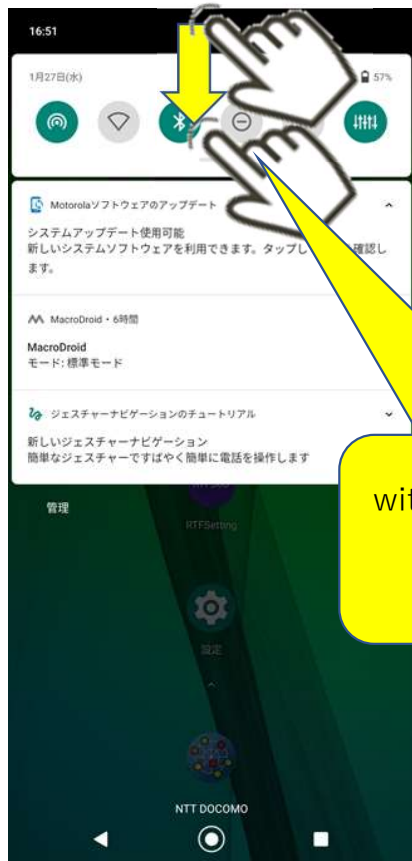 16:51
1月27日(水)
57%
Motorolaソフトウェアのアップデート
システムアップデート使用可能
新しいシステムソフトウェアを利用できます。タップし
確認し
ます。
MacroDroid • 6時間
MacroDroid
モード: 標準モード
ジェスチャーナビゲーションのチュートリアル
新しいジェスチャーナビゲーション
簡単なジェスチャーですばやく簡単に電話を操作します
管理
RTFSetting
wit
設定
NTT DOCOMO